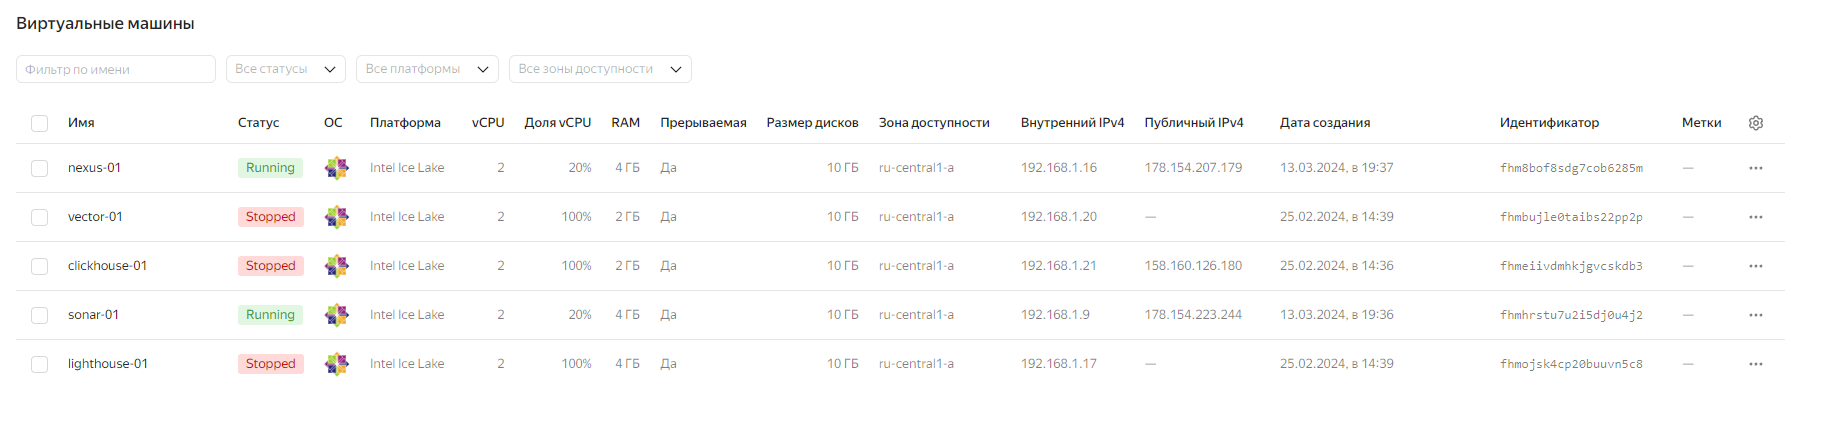 Виртуальные машины
Фильтр по имени Все статусы Все платформы Все зоны доступности
Имя Статус ОС Платформа vCPU Доля vCPU RAM Прерываемая Размер дисков Зона доступности Внутренний IPv4 Публичный IPv4 Дата создания Идентификатор Метки
nexus-01 Running Intel Ice Lake 2 20% 4 ГБ Да 10 ГБ ru-central1-a 192.168.1.16 178.154.207.179 13.03.2024, в 19:37 fhm8bof8sdg7cob6285m —
vector-01 Stopped Intel Ice Lake 2 100% 2 ГБ Да 10 ГБ ru-central1-a 192.168.1.20 — 25.02.2024, в 14:39 fhmbujle0taibs22pp2p —
clickhouse-01 Stopped Intel Ice Lake 2 100% 2 ГБ Да 10 ГБ ru-central1-a 192.168.1.21 158.160.126.180 25.02.2024, в 14:36 fhmeiivdmhkjgvcskdb3 —
sonar-01 Running Intel Ice Lake 2 20% 4 ГБ Да 10 ГБ ru-central1-a 192.168.1.9 178.154.223.244 13.03.2024, в 19:36 fhmhrstu7u2i5dj0u4j2 —
lighthouse-01 Stopped Intel Ice Lake 2 100% 4 ГБ Да 10 ГБ ru-central1-a 192.168.1.17 — 25.02.2024, в 14:39 fhmojsk4cp20buuvn5c8 —